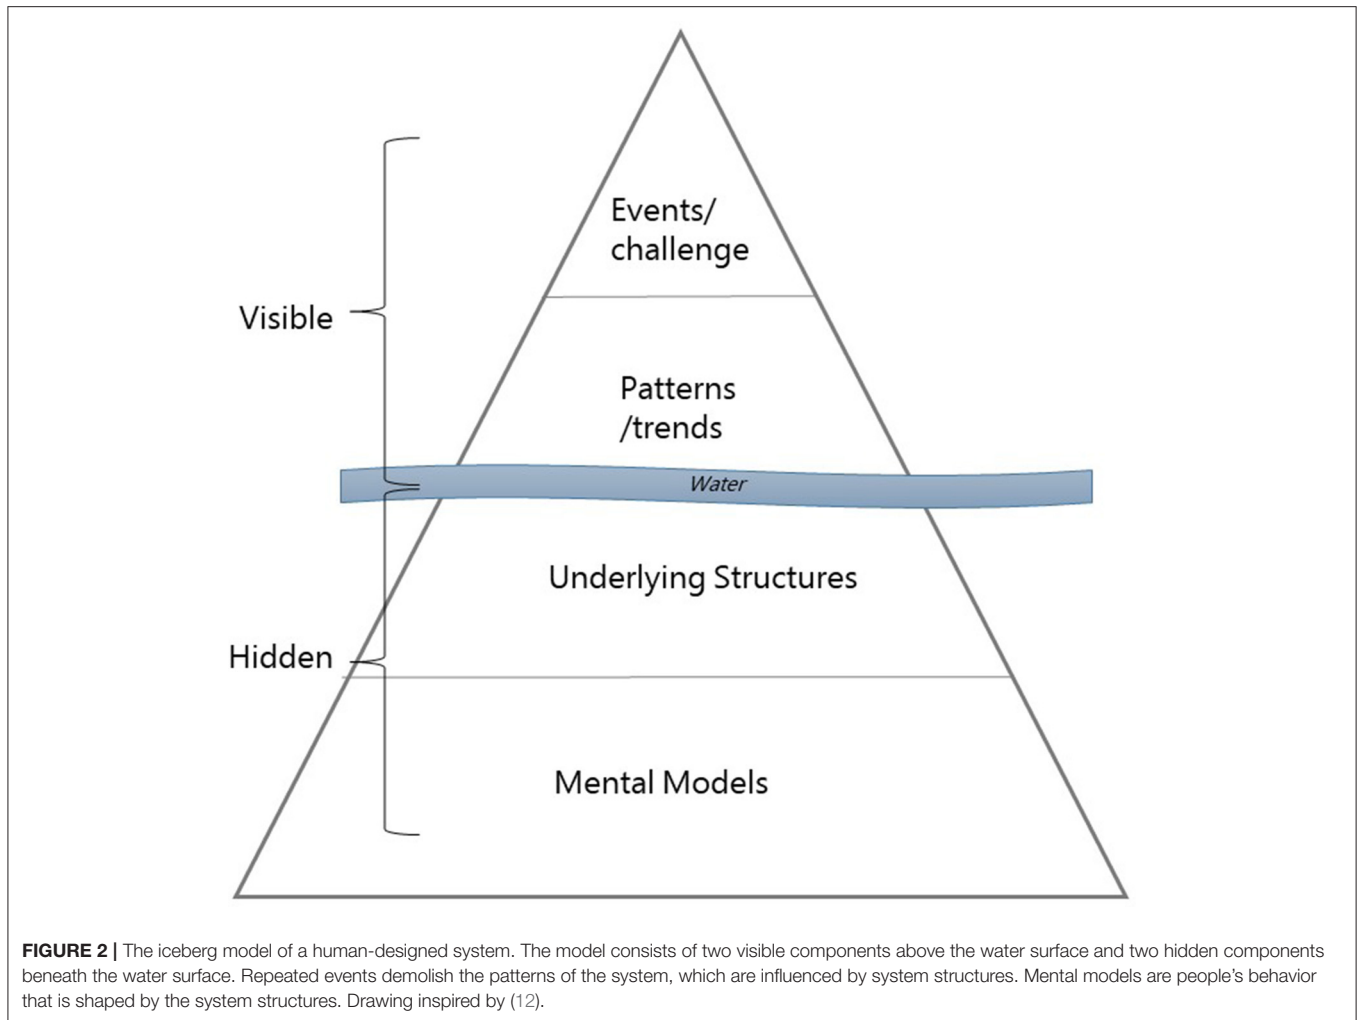 Events/
challenge
Visible
Patterns
/trends
Water
Underlying Structures
Hidden
Mental Models
FIGURE 2 | The iceberg model of a human-designed system. The model consists of two visible components above the water surface and two hidden components
beneath the water surface. Repeated events demolish the patterns of the system, which are influenced by system structures. Mental models are people's behavior
that is shaped by the system structures. Drawing inspired by (12).